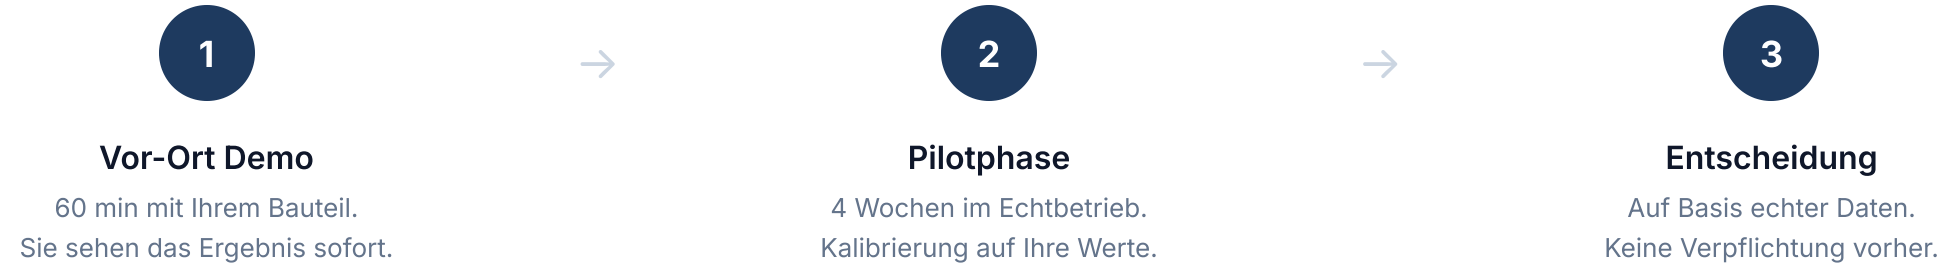 1
Vor-Ort Demo
60 min mit Ihrem Bauteil.
Sie sehen das Ergebnis sofort.
→
2
Pilotphase
4 Wochen im Echtbetrieb.
Kalibrierung auf Ihre Werte.
→
3
Entscheidung
Auf Basis echter Daten.
Keine Verpflichtung vorher.